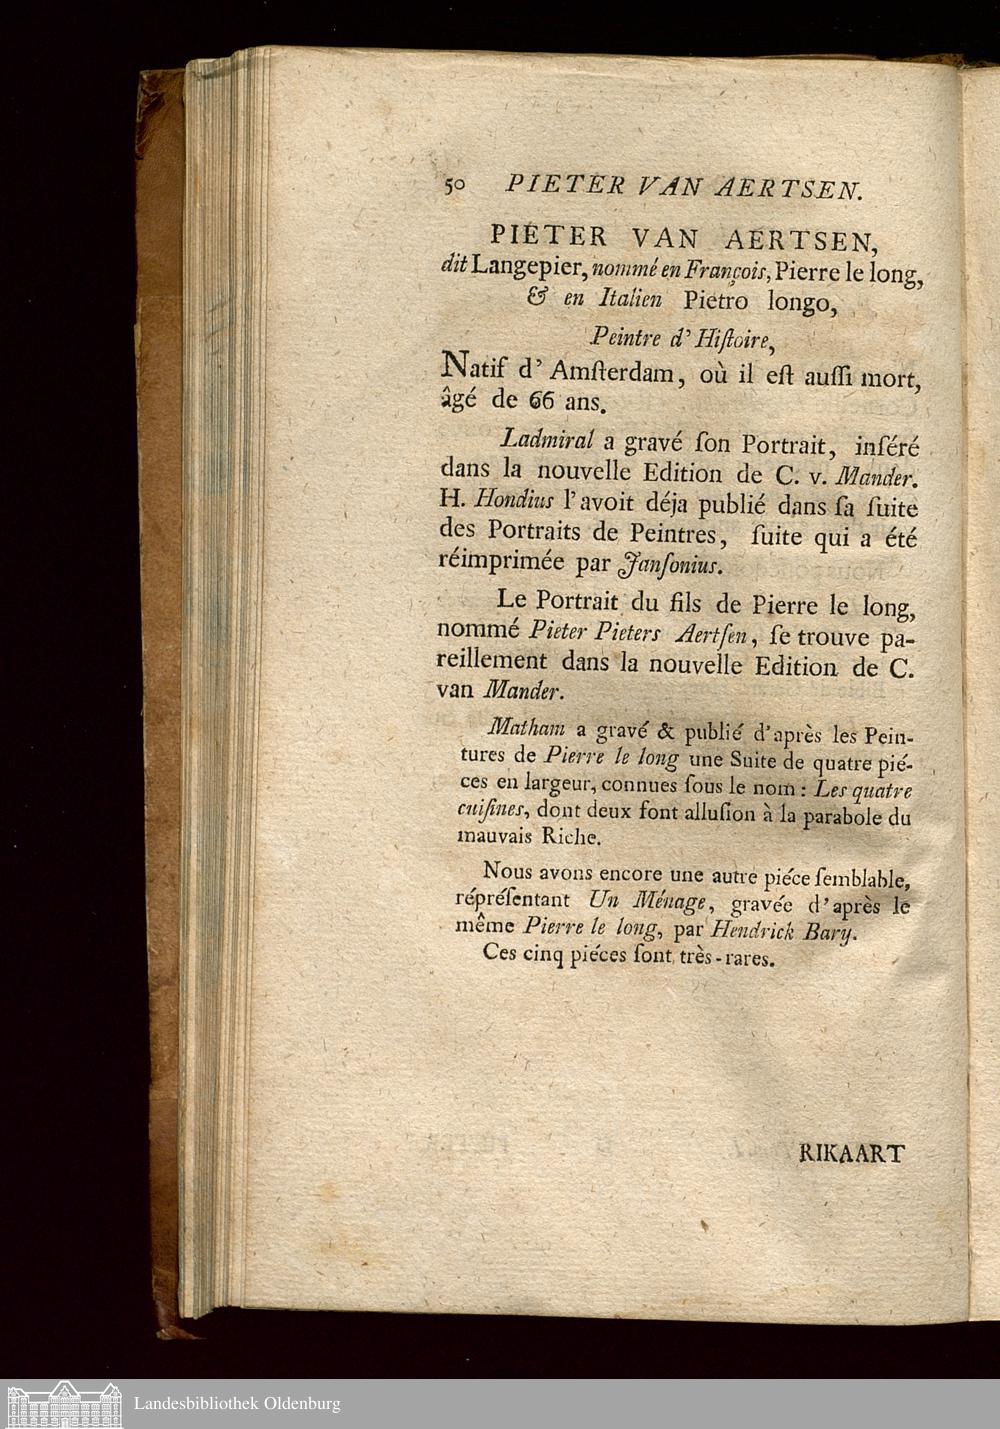 50 PIETER VAN AERTSEN.
PIÉTER VAN AERTSEN,
dit Langepier, nommé en François, Pierre le long,
& en Italien Pietro longo,
Peintre d' Hiſtoire,
Natif d' Amſterdam, où il eſt auſſi mort,
âgé de 66 ans.
Ladmiral a gravé ſon Portrait, inſéré
dans la nouvelle Edition de C. v. Mander.
H. Hondius l'avoit déja publié dans ſa ſuite
des Portraits de Peintres, ſuite qui a été
réimprimée par Janſonius.
Le Portrait du fils de Pierre le long,
nommé Pieter Pieters Aertſen, ſe trouve pa-
reillement dans la nouvelle Edition de C.
van Mander.
Matham a gravé & publié d'après les Pein-
tures de Pierre le long une Suite de quatre pié-
ces en largeur, connues ſous le nom: Les quatre
cuiſines, dont deux font alluſion à la parabole du
mauvais Riche.
Nous avons encore une autre piéce ſemblable,
répréſentant Un Ménage, gravée d'après le
même Pierre le long, par Hendrick Bary.
Ces cinq piéces ſont très-rares.
RIKAART
Landesbibliothek Oldenburg